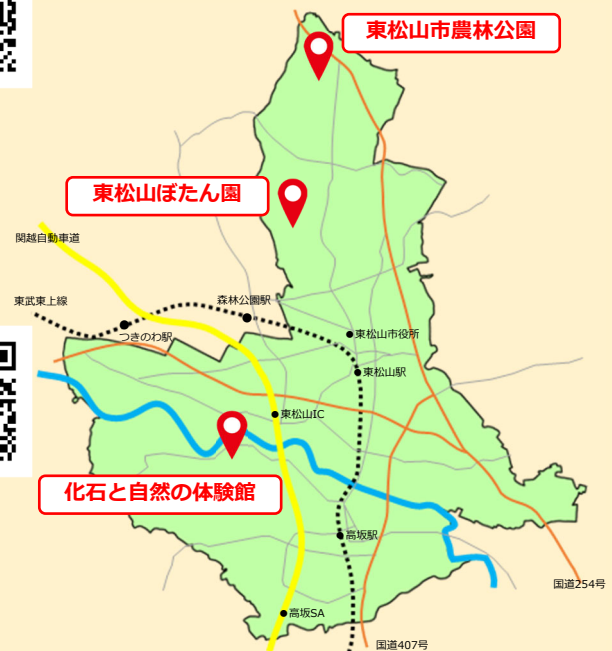 東松山市農林公園
東松山ぼたん園
関越自動車道
東武東上線
森林公園駅
つきのわ駅
東松山市役所
東松山駅
東松山IC
化石と自然の体験館
高坂駅
国道254号
高坂SA
国道407号